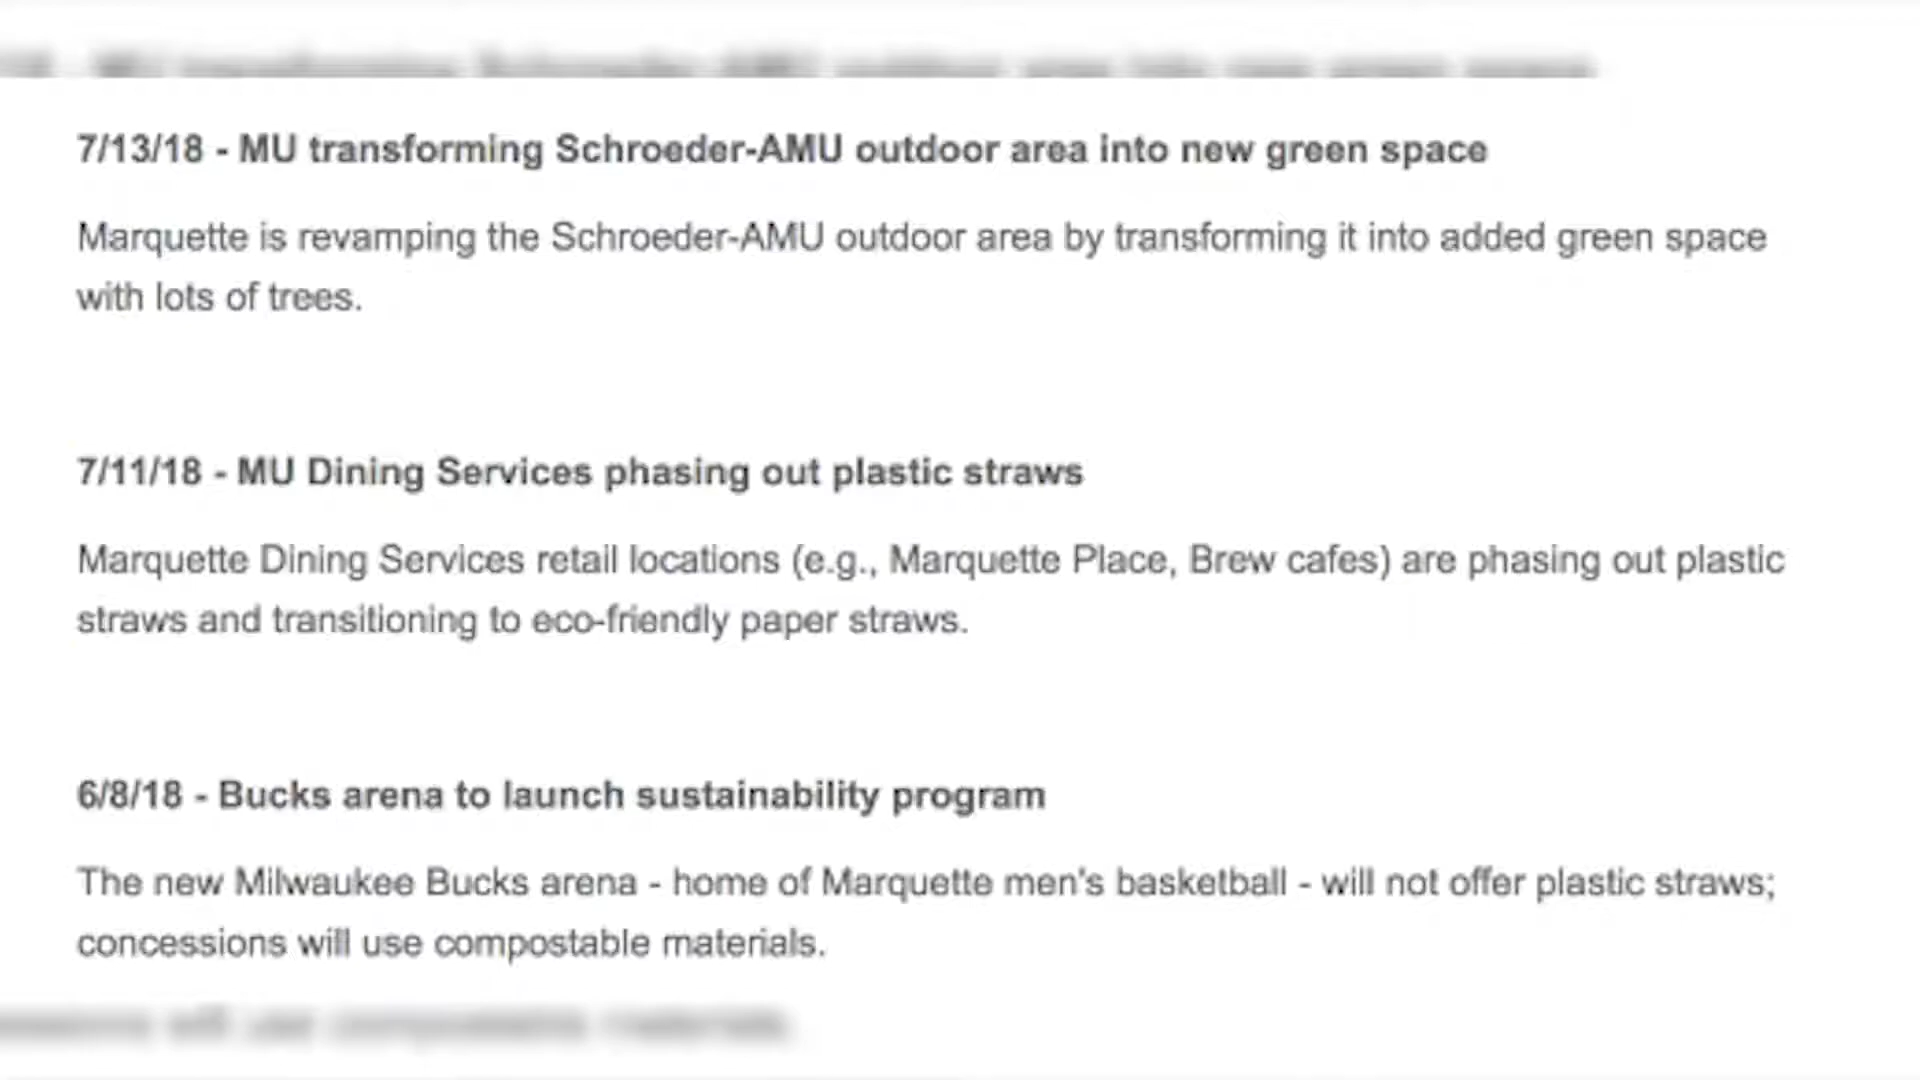 7/13/18 - MU transforming Schroeder-AMU outdoor area into new green space
Marquette is revamping the Schroeder-AMU outdoor area by transforming it into added green space
with lots of trees.
7/11/18 - MU Dining Services phasing out plastic straws
Marquette Dining Services retail locations (e.g., Marquette Place, Brew cafes) are phasing out plastic
straws and transitioning to eco-friendly paper straws.
6/8/18 - Bucks arena to launch sustainability program
The new Milwaukee Bucks arena - home of Marquette men's basketball - will not offer plastic straws;
concessions will use compostable materials.